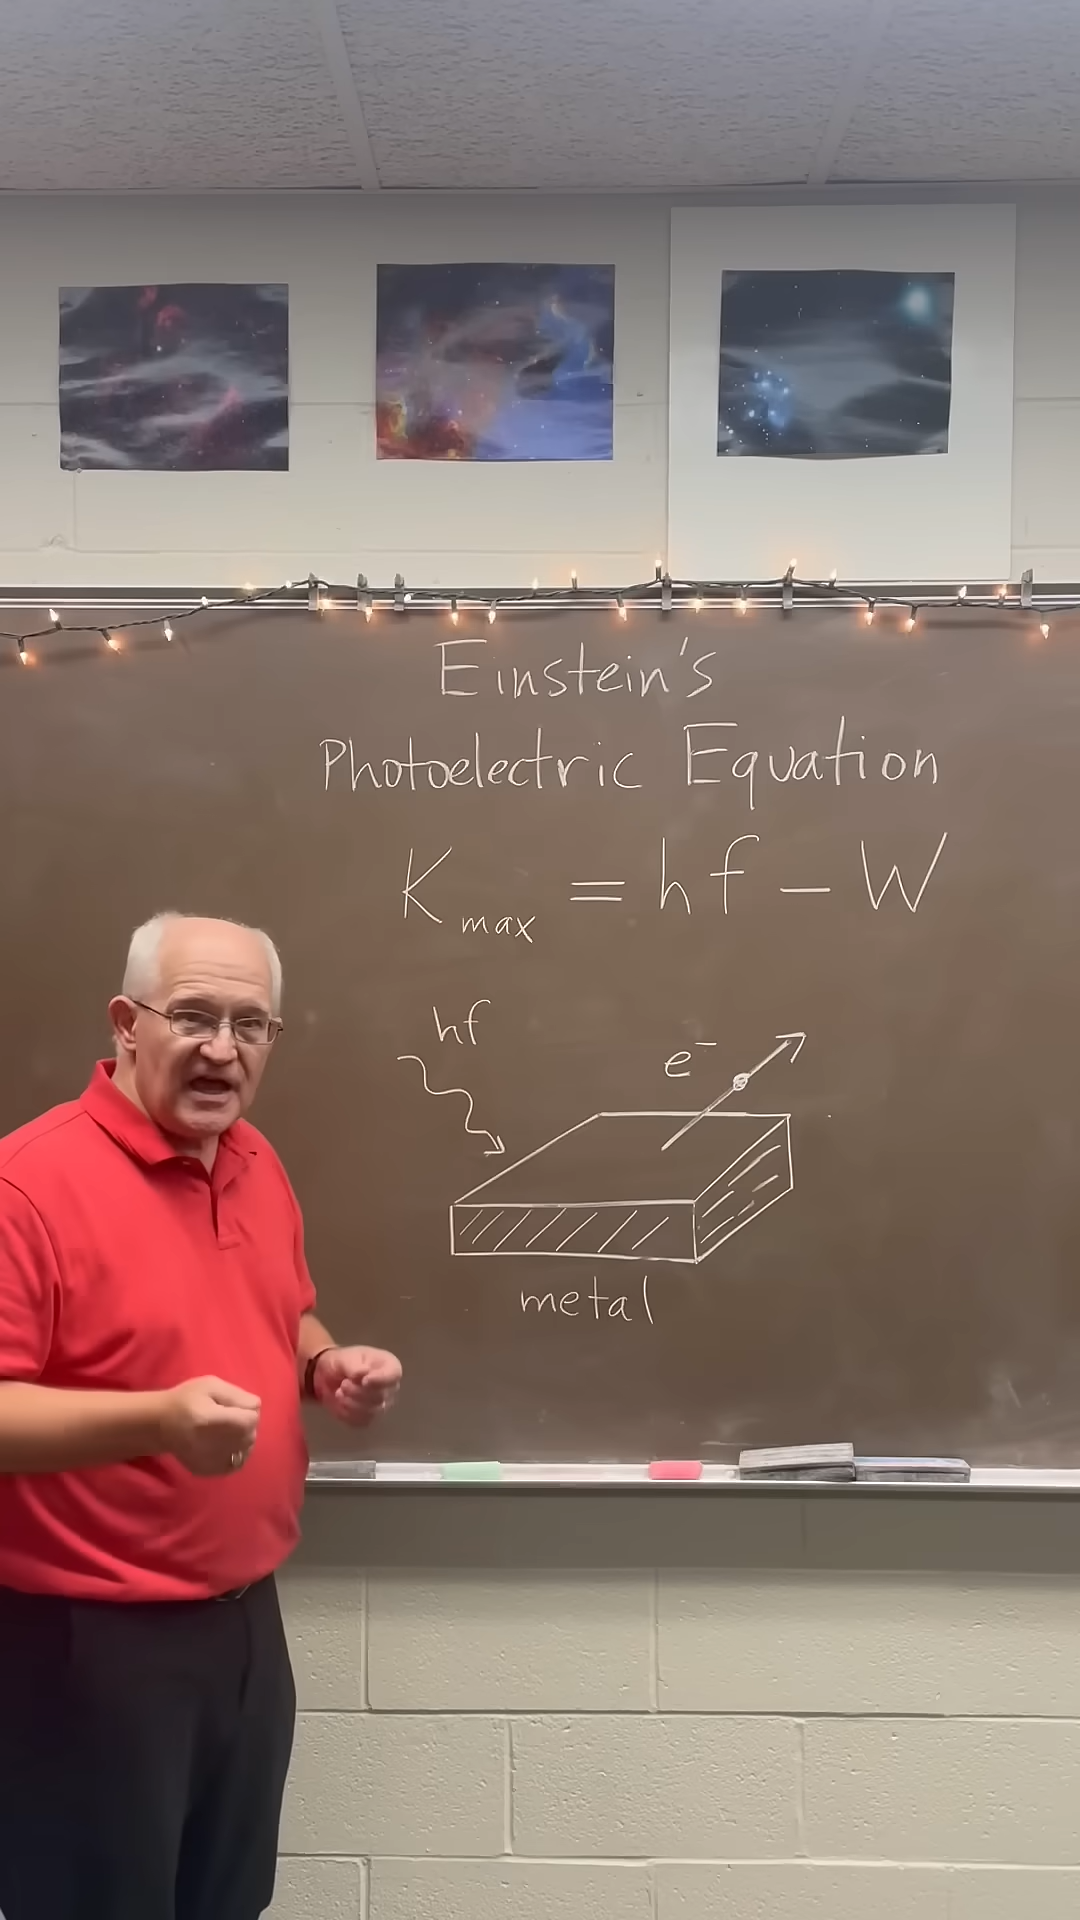 Einstein's
Photoelectric Equation
K max = hf - W
hf
e⁻
metal